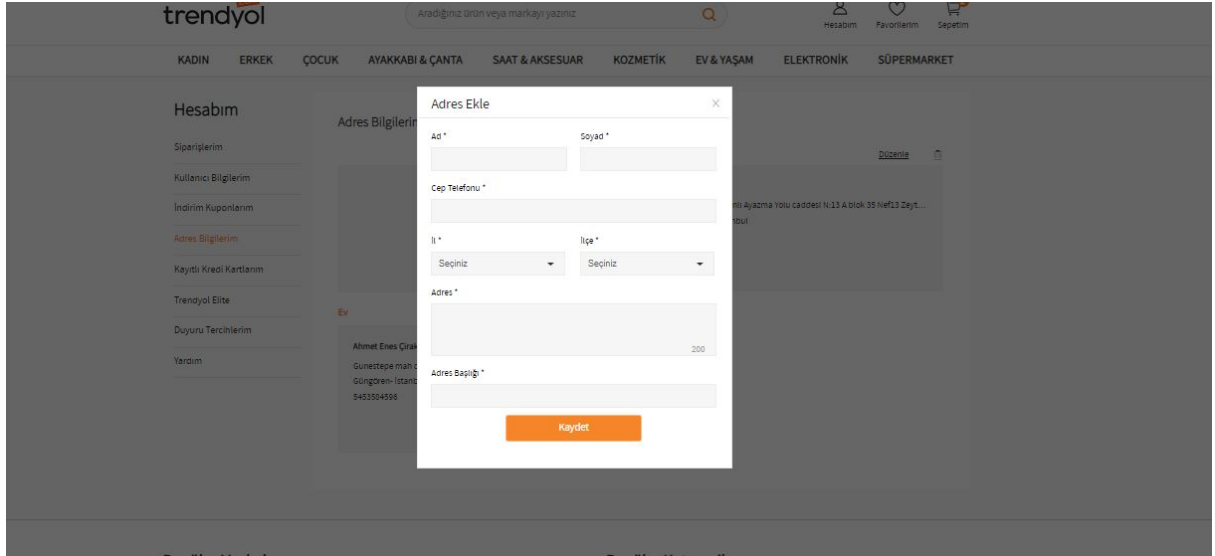 trendyol
Aradığınız ürün veya markayı yazınız
Hesabım
Favorilerim
Sepetim
KADIN ERKEK ÇOCUK AYAKKABI & ÇANTA SAAT & AKSESUAR KOZMETİK EV & YAŞAM ELEKTRONİK SÜPERMARKET
Hesabım
Siparişlerim
Kullanıcı Bilgilerim
İndirim Kuponlarım
Adres Bilgilerim
Kayıtlı Kredi Kartlarım
Trendyol Elite
Duyuru Tercihlerim
Yardım
Adres Bilgilerin
Düzenle
Ayazma Yolu caddesi N:13 A blok 35 Nef13 Zeyt....
Ev
Ahmet Enes Çırak
Gunestepe mah
Güngören- İstanb
5453584596
Adres Ekle
Ad *
Soyad *
Cep Telefonu *
İl *
İlçe *
Seçiniz
Seçiniz
Adres *
200
Adres Başlığı *
Kaydet